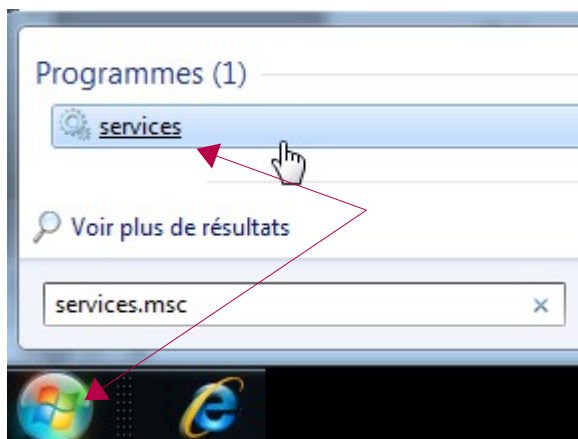 Programmes (1)
services
Voir plus de résultats
services.msc